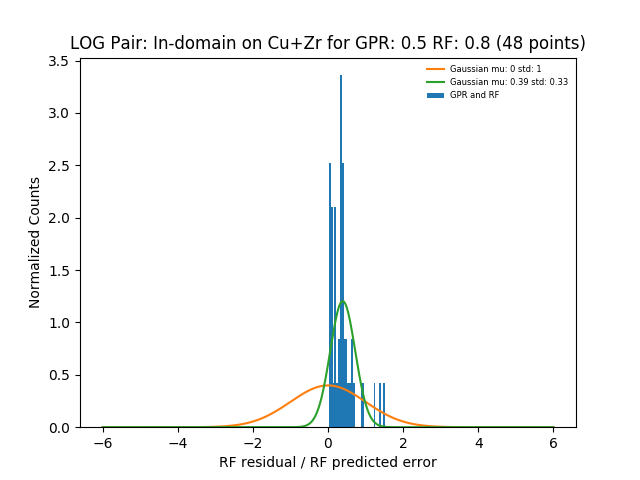 LOG Pair: In-domain on Cu+Zr for GPR: 0.5 RF: 0.8 (48 points)
Gaussian mu: 0 std: 1
Gaussian mu: 0.39 std: 0.33
GPR and RF
Normalized Counts
3.5
3.0
2.5
2.0
1.5
1.0
0.5
0.0
−6 −4 −2 0 2 4 6
RF residual / RF predicted error